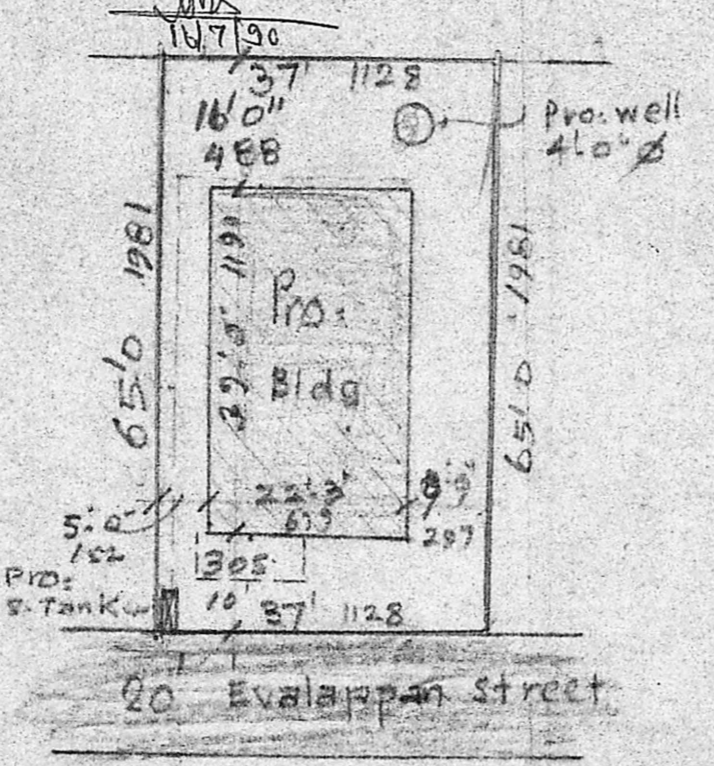 16/7/90
37' 1128
16'0"
488
Pro. well
4'.0" Ø
65'0 1981
39'.0" 1191
Pro.
Bldg
65'0 1981
22'.3"
679
9'.9"
297
5'.0"
152
305
10'
Pro:
S. Tank
37' 1128
20 Evalappan Street